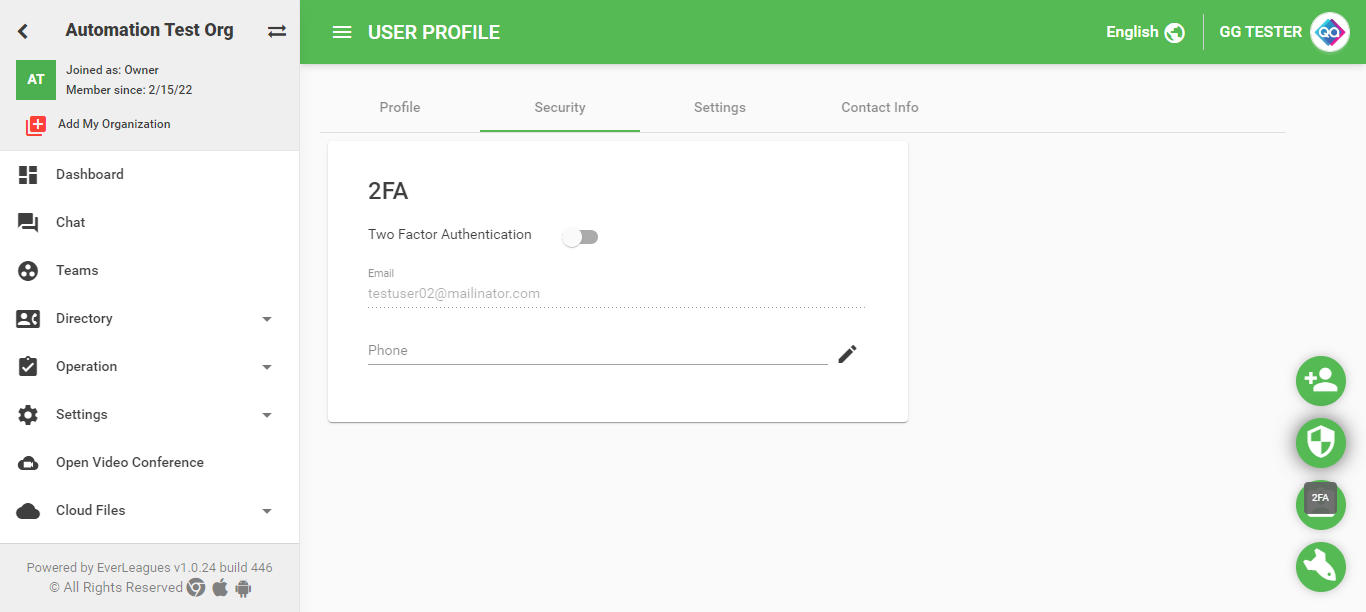 Automation Test Org
AT
Joined as: Owner
Member since: 2/15/22
Add My Organization
Dashboard
Chat
Teams
Directory
Operation
Settings
Open Video Conference
Cloud Files
Powered by EverLeagues v1.0.24 build 446
© All Rights Reserved
USER PROFILE
English
GG TESTER
QA
Profile
Security
Settings
Contact Info
2FA
Two Factor Authentication
Email
testuser02@mailinator.com
Phone
2FA